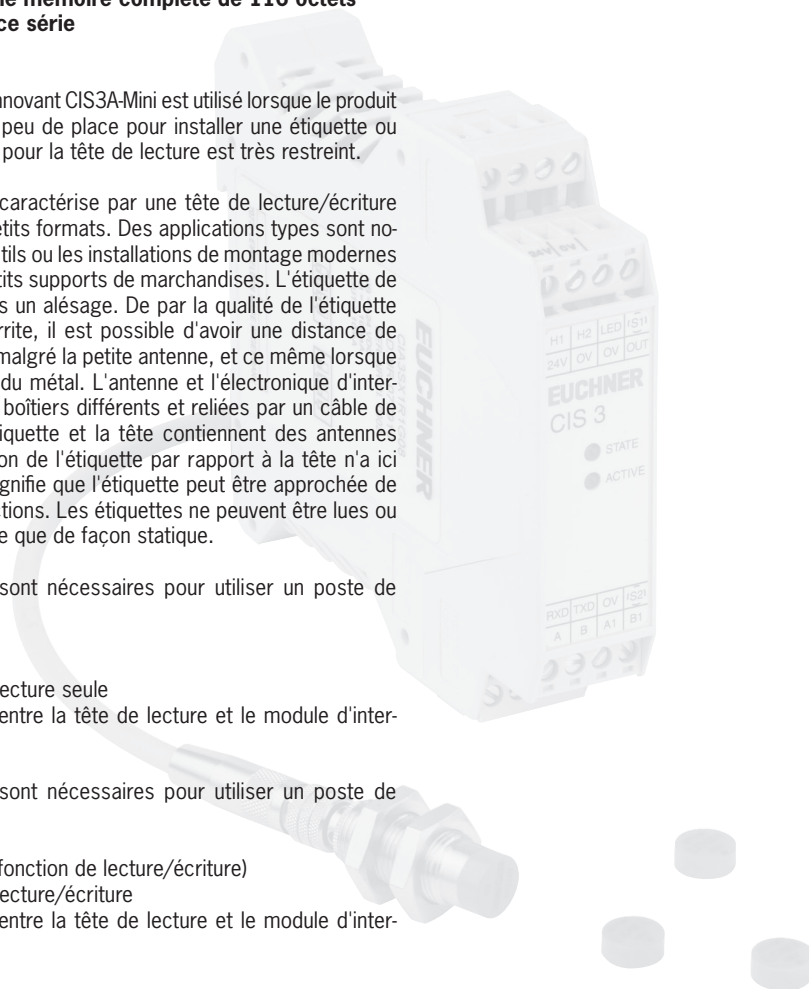 le mémoire complète de 116 octets
ce série
nnovant CIS3A-Mini est utilisé lorsque le produit
peu de place pour installer une étiquette ou
pour la tête de lecture est très restreint.
caractérise par une tête de lecture/écriture
etits formats. Des applications types sont no-
tils ou les installations de montage modernes
tits supports de marchandises. L'étiquette de
s un alésage. De par la qualité de l'étiquette
rrite, il est possible d'avoir une distance de
malgré la petite antenne, et ce même lorsque
du métal. L'antenne et l'électronique d'inter-
boîtiers différents et reliées par un câble de
iquette et la tête contiennent des antennes
on de l'étiquette par rapport à la tête n'a ici
gnifie que l'étiquette peut être approchée de
ctions. Les étiquettes ne peuvent être lues ou
e que de façon statique.
sont nécessaires pour utiliser un poste de
ecture seule
entre la tête de lecture et le module d'inter-
sont nécessaires pour utiliser un poste de
fonction de lecture/écriture)
ecture/écriture
entre la tête de lecture et le module d'inter-
24V 0V
H1 H2 LED S1
24V 0V 0V OUT
EUCHNER
CIS 3
STATE
ACTIVE
RXD TXD 0V S2
A B A1 B1
EUCHNER